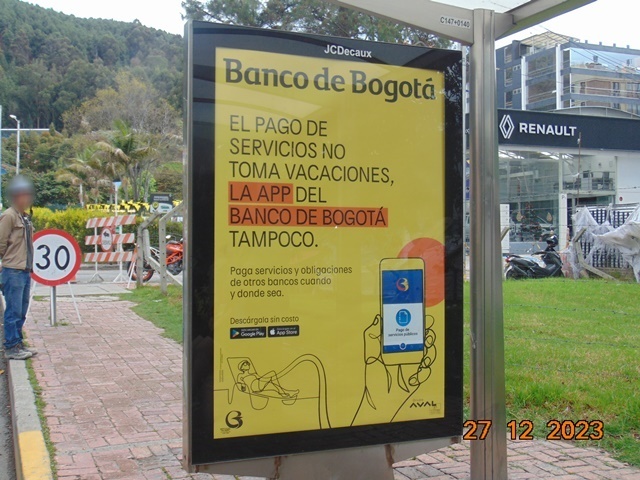 C147+0140
JCDecaux
Banco de Bogotá
EL PAGO DE
SERVICIOS NO
TOMA VACACIONES,
LA APP DEL
BANCO DE BOGOTÁ
TAMPOCO.
Paga servicios y obligaciones
de otros bancos cuando
y donde sea.
Descárgala sin costo
Google Play
App Store
Pago de
servicios públicos
AVAL
30
RENAULT
27 12 2023